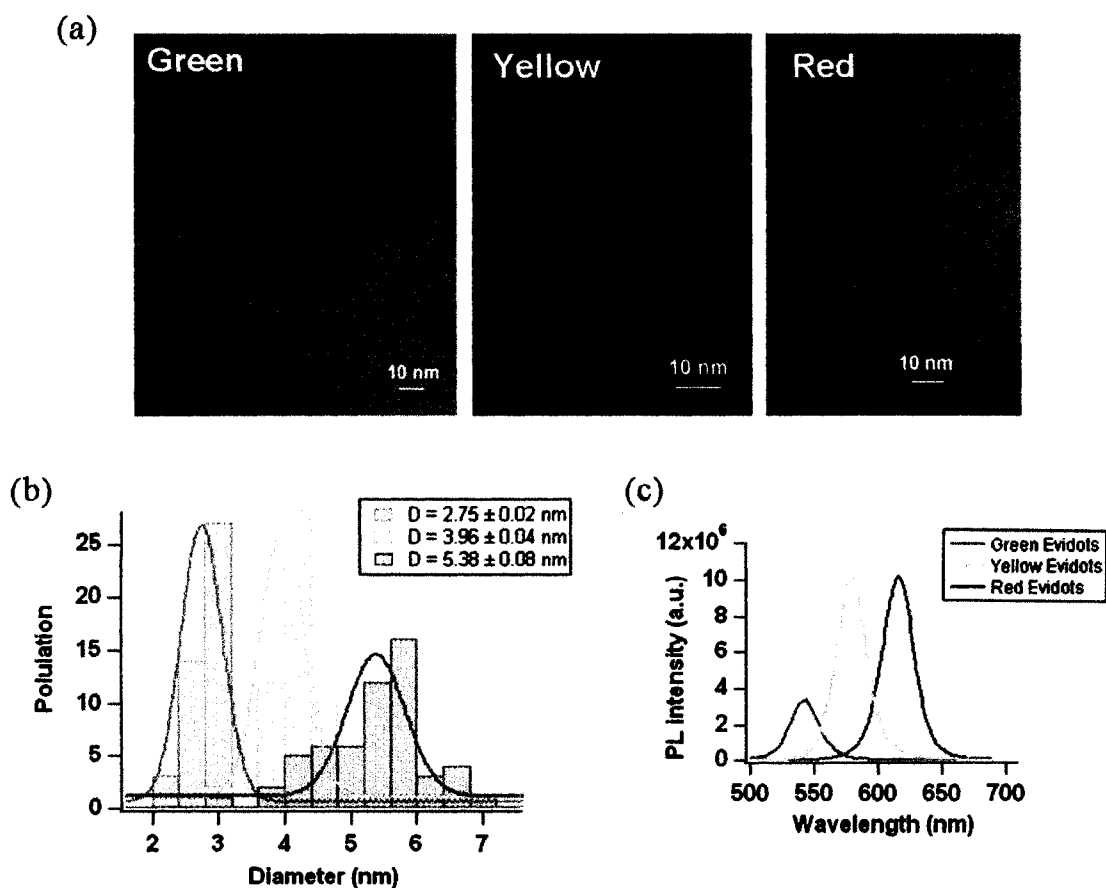 (a)
Green
Yellow
Red
10 nm
10 nm
10 nm
(b)
D = 2.75 ± 0.02 nm
D = 3.96 ± 0.04 nm
D = 5.38 ± 0.08 nm
25
20
15
10
5
0
Polulation
2 3 4 5 6 7
Diameter (nm)
(c)
12x10⁶
10
8
6
4
2
0
PL Intensity (a.u.)
Green Evidots
Yellow Evidots
Red Evidots
500 550 600 650 700
Wavelength (nm)